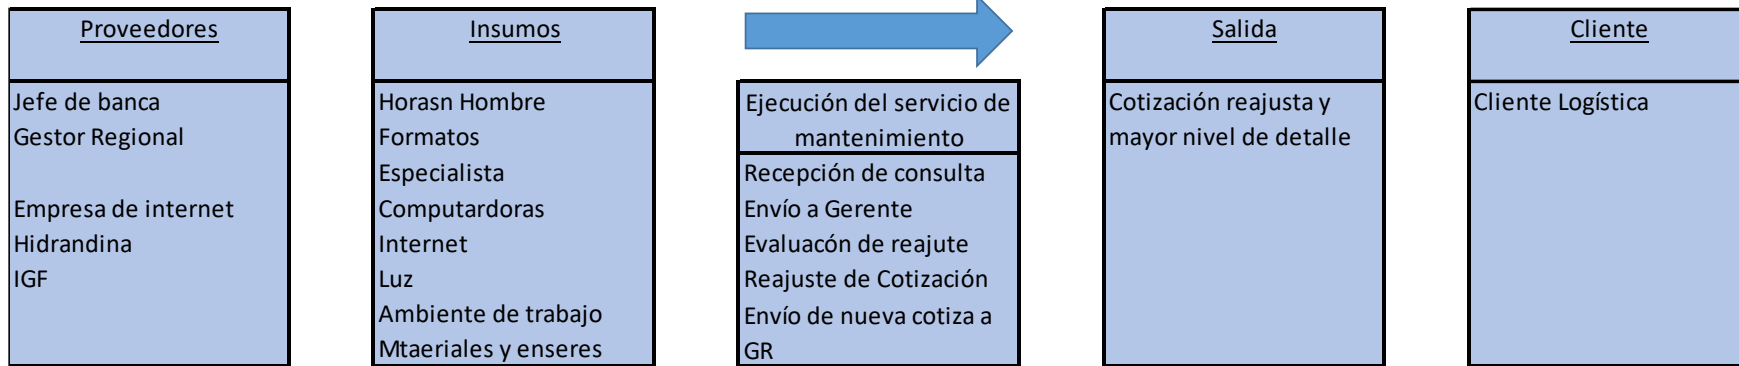 Proveedores
Jefe de banca
Gestor Regional
Empresa de internet
Hidrandina
IGF
Insumos
Horasn Hombre
Formatos
Especialista
Computardoras
Internet
Luz
Ambiente de trabajo
Mtaeriales y enseres
Ejecución del servicio de
mantenimiento
Recepción de consulta
Envío a Gerente
Evaluacón de reajute
Reajuste de Cotización
Envío de nueva cotiza a
GR
Salida
Cotización reajusta y
mayor nivel de detalle
Cliente
Cliente Logística